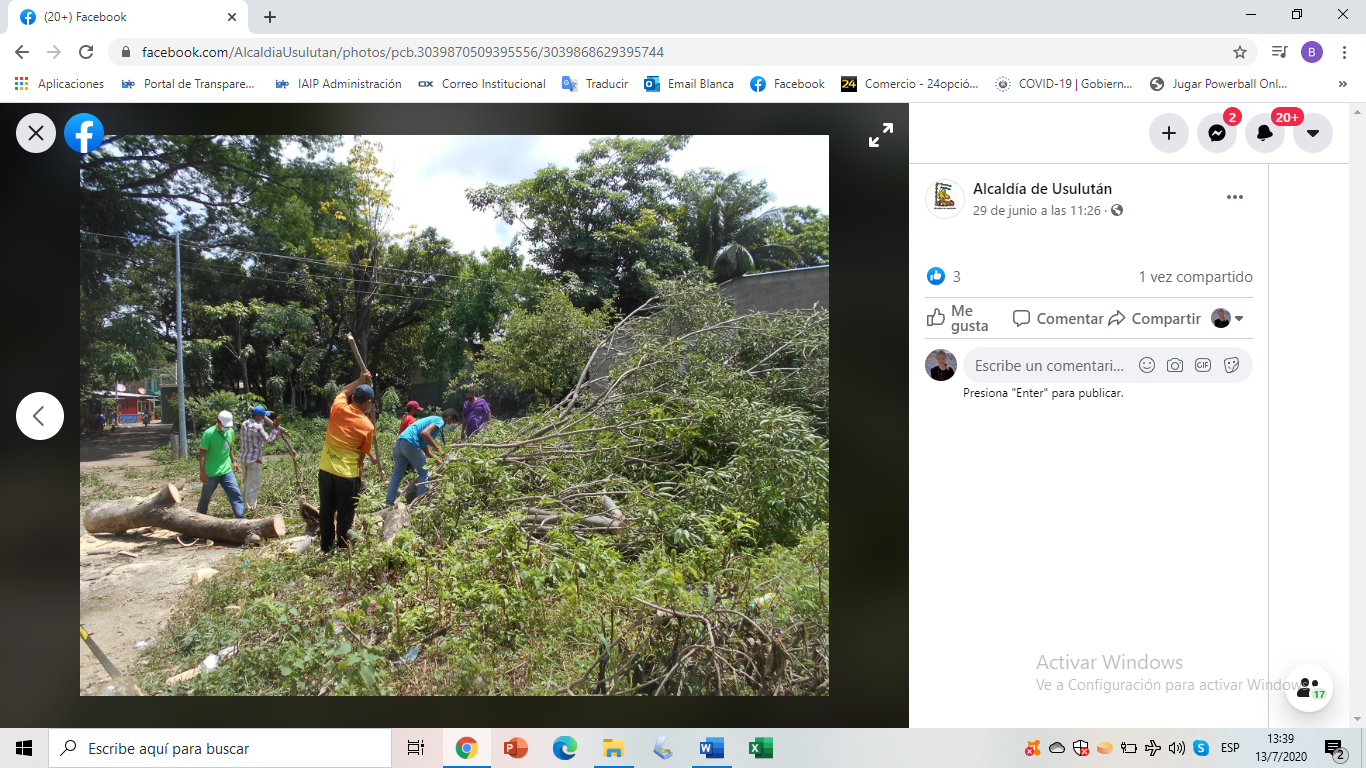 (20+) Facebook
facebook.com/AlcaldiaUsulutan/photos/pcb.3039870509395556/3039868629395744
B
Aplicaciones
Portal de Transpare...
IAIP Administración
Correo Institucional
Traducir
Email Blanca
Facebook
24
Comercio - 24opció...
COVID-19 | Gobiern...
Jugar Powerball Onl...
»
2
20+
Alcaldía de Usulután
29 de junio a las 11:26 ·
3
1 vez compartido
Me gusta
Comentar
Compartir
Escribe un comentari...
GIF
Presiona "Enter" para publicar.
Activar Windows
Ve a Configuración para activar Windows
17
Escribe aquí para buscar
ESP
13:39
13/7/2020
2